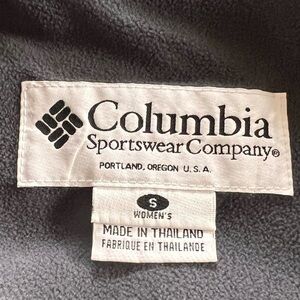 Columbia
Sportswear Company®
PORTLAND, OREGON U.S.A.
S
WOMEN'S
MADE IN THAILAND
FABRIQUE EN THAILANDE